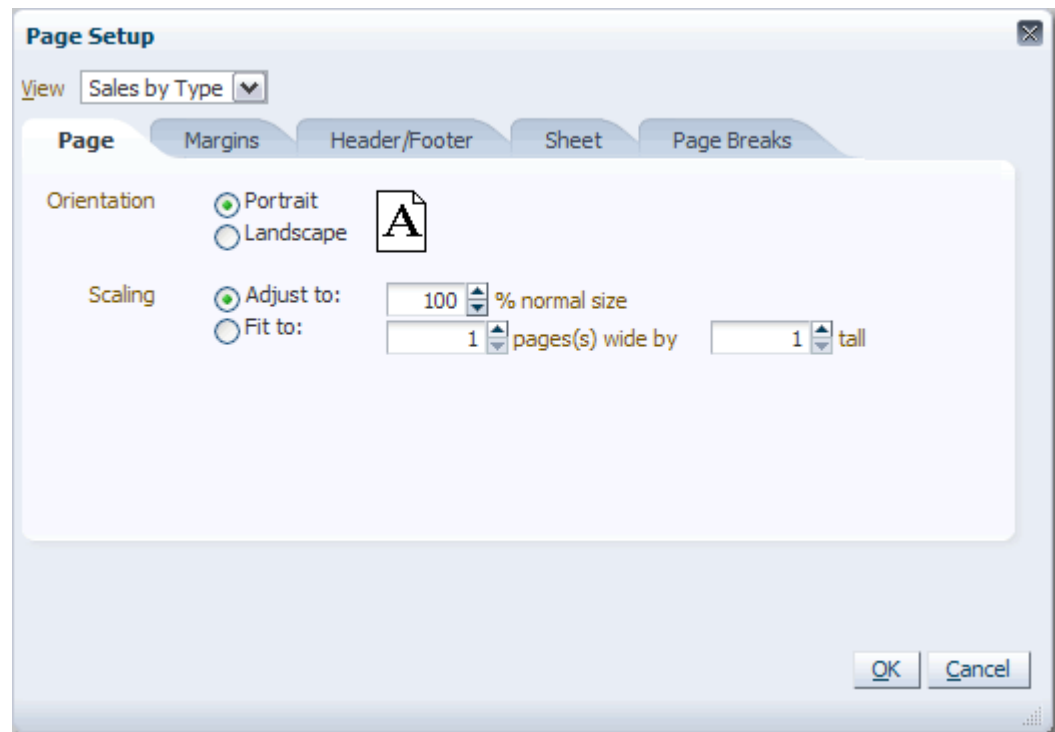 Page Setup
View Sales by Type
Page Margins Header/Footer Sheet Page Breaks
Orientation Portrait
Landscape
A
Scaling Adjust to: 100 % normal size
Fit to: 1 pages(s) wide by 1 tall
OK Cancel